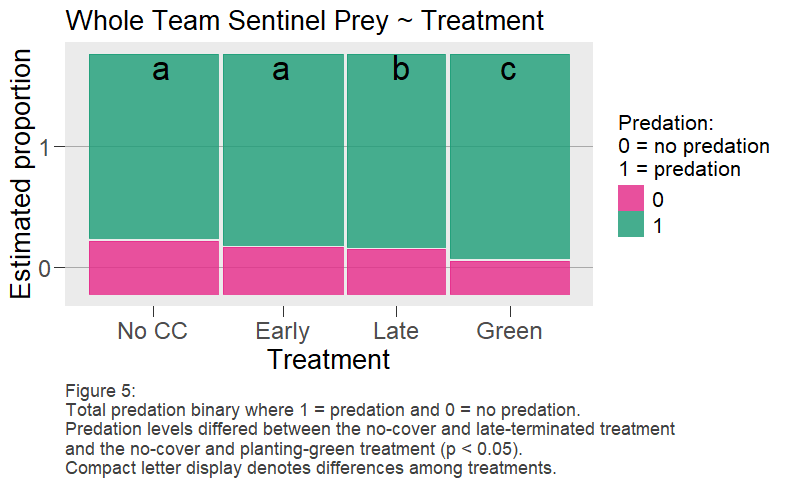 Whole Team Sentinel Prey ~ Treatment
Estimated proportion
1
0
a a b c
No CC Early Late Green
Treatment
Predation:
0 = no predation
1 = predation
0
1
Figure 5:
Total predation binary where 1 = predation and 0 = no predation.
Predation levels differed between the no-cover and late-terminated treatment
and the no-cover and planting-green treatment (p < 0.05).
Compact letter display denotes differences among treatments.